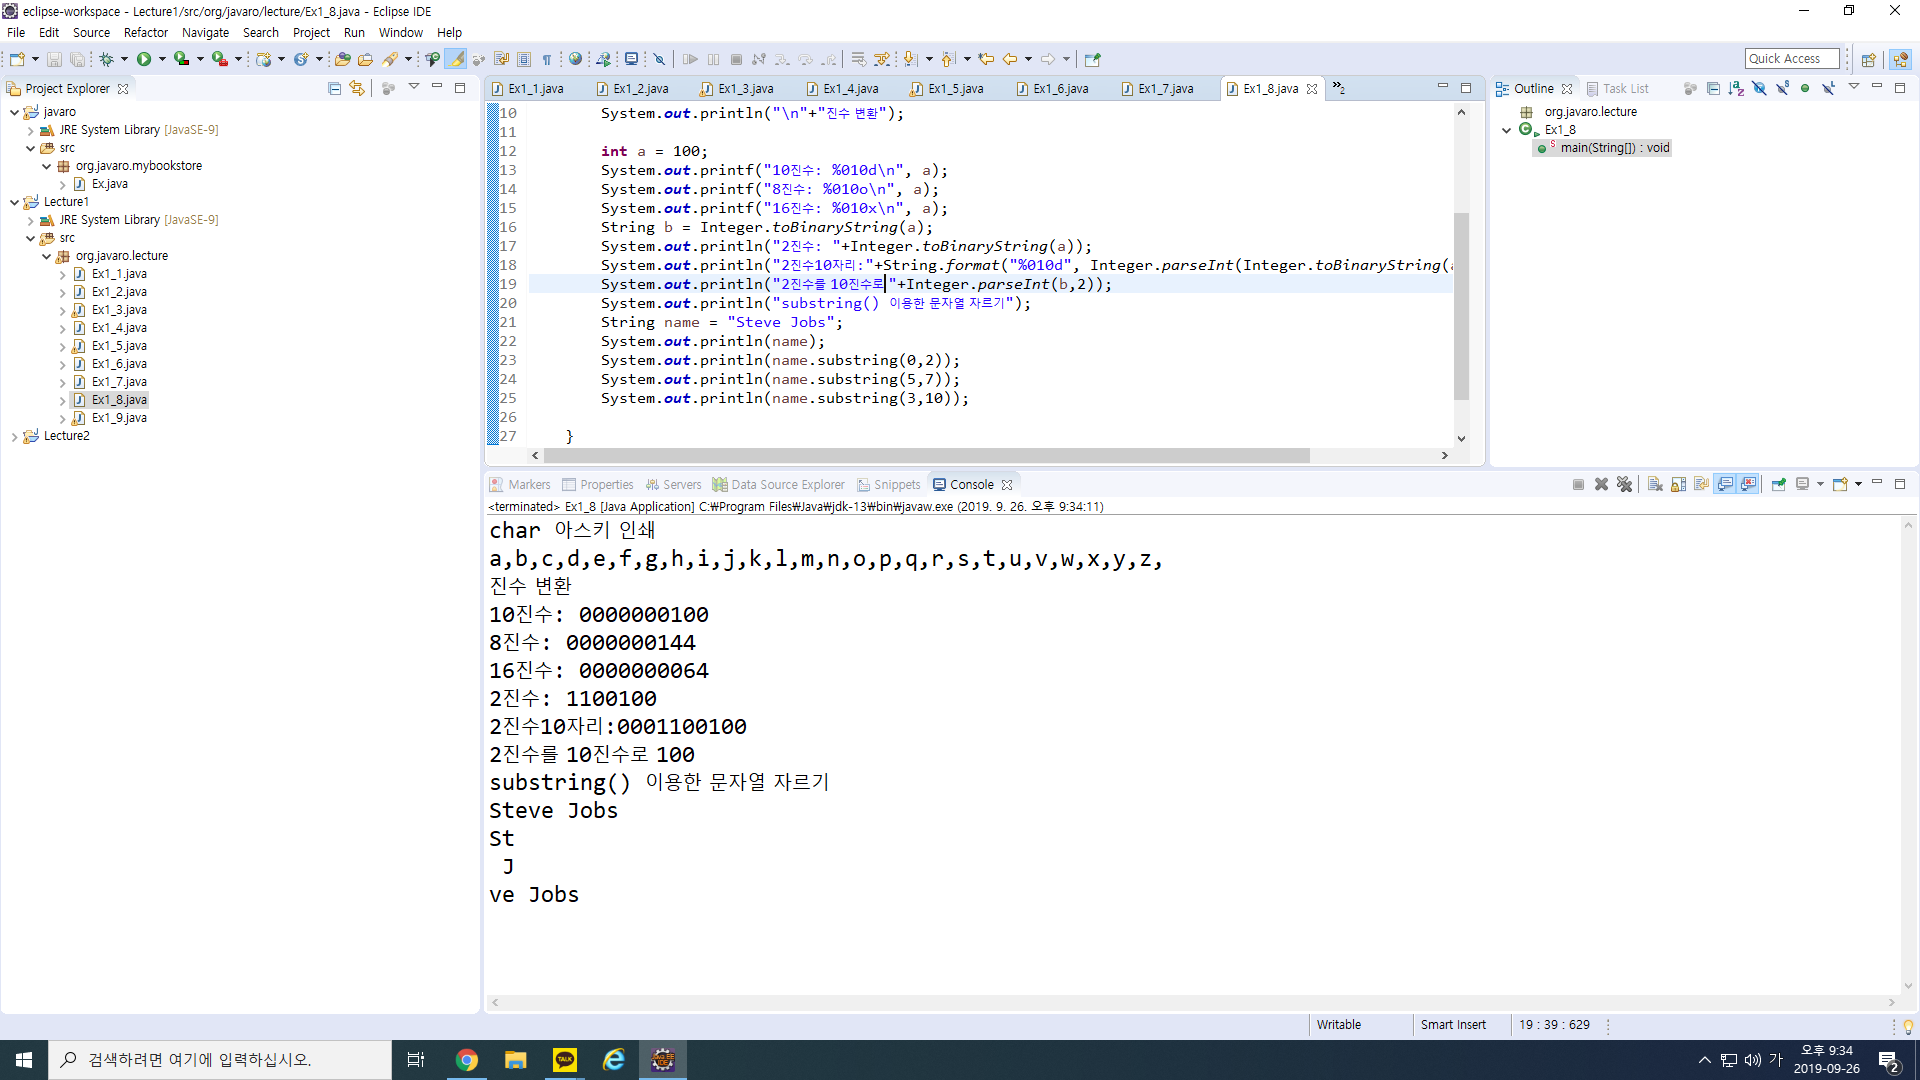 eclipse-workspace - Lecture1/src/org/javaro/lecture/Ex1_8.java - Eclipse IDE
File Edit Source Refactor Navigate Search Project Run Window Help
Quick Access
Project Explorer
javaro
JRE System Library [JavaSE-9]
src
org.javaro.mybookstore
Ex.java
Lecture1
JRE System Library [JavaSE-9]
src
org.javaro.lecture
Ex1_1.java
Ex1_2.java
Ex1_3.java
Ex1_4.java
Ex1_5.java
Ex1_6.java
Ex1_7.java
Ex1_8.java
Ex1_9.java
Lecture2
Ex1_1.java Ex1_2.java Ex1_3.java Ex1_4.java Ex1_5.java Ex1_6.java Ex1_7.java Ex1_8.java »2
10 System.out.println("\n"+"진수 변환");
11
12 int a = 100;
13 System.out.printf("10진수: %010d\n", a);
14 System.out.printf("8진수: %010o\n", a);
15 System.out.printf("16진수: %010x\n", a);
16 String b = Integer.toBinaryString(a);
17 System.out.println("2진수: "+Integer.toBinaryString(a));
18 System.out.println("2진수10자리:"+String.format("%010d", Integer.parseInt(Integer.toBinaryString(a
19 System.out.println("2진수를 10진수로 "+Integer.parseInt(b,2));
20 System.out.println("substring() 이용한 문자열 자르기");
21 String name = "Steve Jobs";
22 System.out.println(name);
23 System.out.println(name.substring(0,2));
24 System.out.println(name.substring(5,7));
25 System.out.println(name.substring(3,10));
26
27 }
Outline Task List
org.javaro.lecture
Ex1_8
main(String[]) : void
Markers Properties Servers Data Source Explorer Snippets Console
<terminated> Ex1_8 [Java Application] C:₩Program Files₩Java₩jdk-13₩bin₩javaw.exe (2019. 9. 26. 오후 9:34:11)
char 아스키 인쇄
a,b,c,d,e,f,g,h,i,j,k,l,m,n,o,p,q,r,s,t,u,v,w,x,y,z,
진수 변환
10진수: 0000000100
8진수: 0000000144
16진수: 0000000064
2진수: 1100100
2진수10자리:0001100100
2진수를 10진수로 100
substring() 이용한 문자열 자르기
Steve Jobs
St
 J
ve Jobs
Writable Smart Insert 19 : 39 : 629
검색하려면 여기에 입력하십시오.
TALK
가
오후 9:34
2019-09-26
2